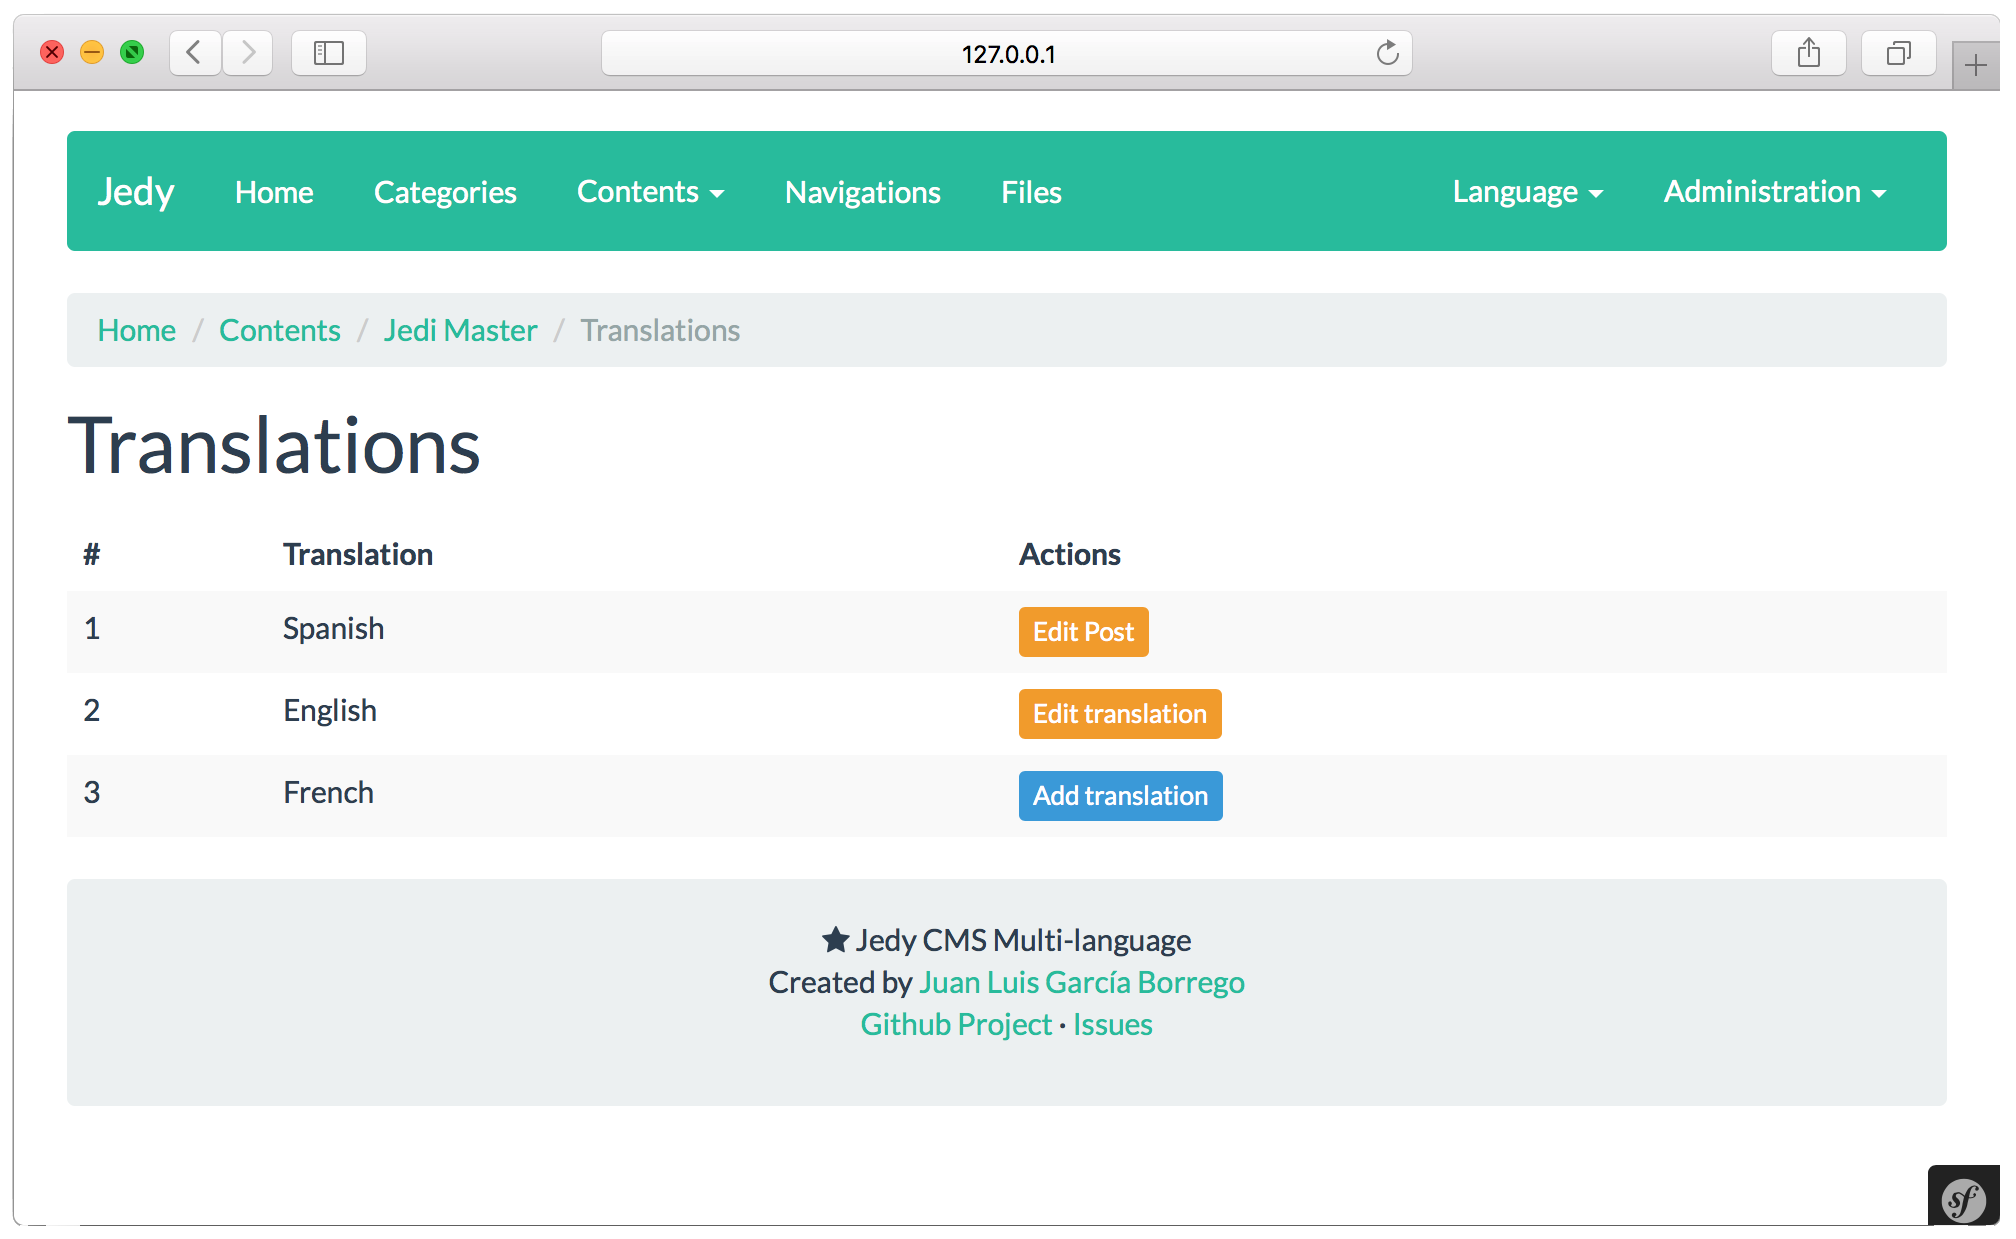 127.0.0.1
Jedy Home Categories Contents Navigations Files Language Administration
Home / Contents / Jedi Master / Translations
Translations
# Translation Actions
1 Spanish Edit Post
2 English Edit translation
3 French Add translation
Jedy CMS Multi-language
Created by Juan Luis García Borrego
Github Project · Issues
sf